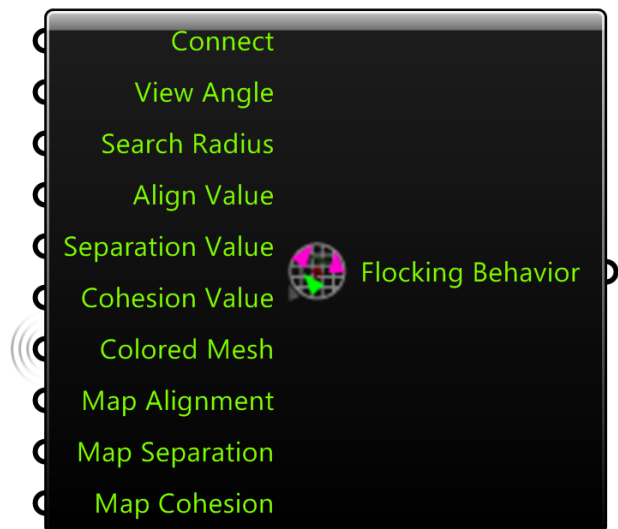 Connect
View Angle
Search Radius
Align Value
Separation Value
Cohesion Value
Colored Mesh
Map Alignment
Map Separation
Map Cohesion
Flocking Behavior